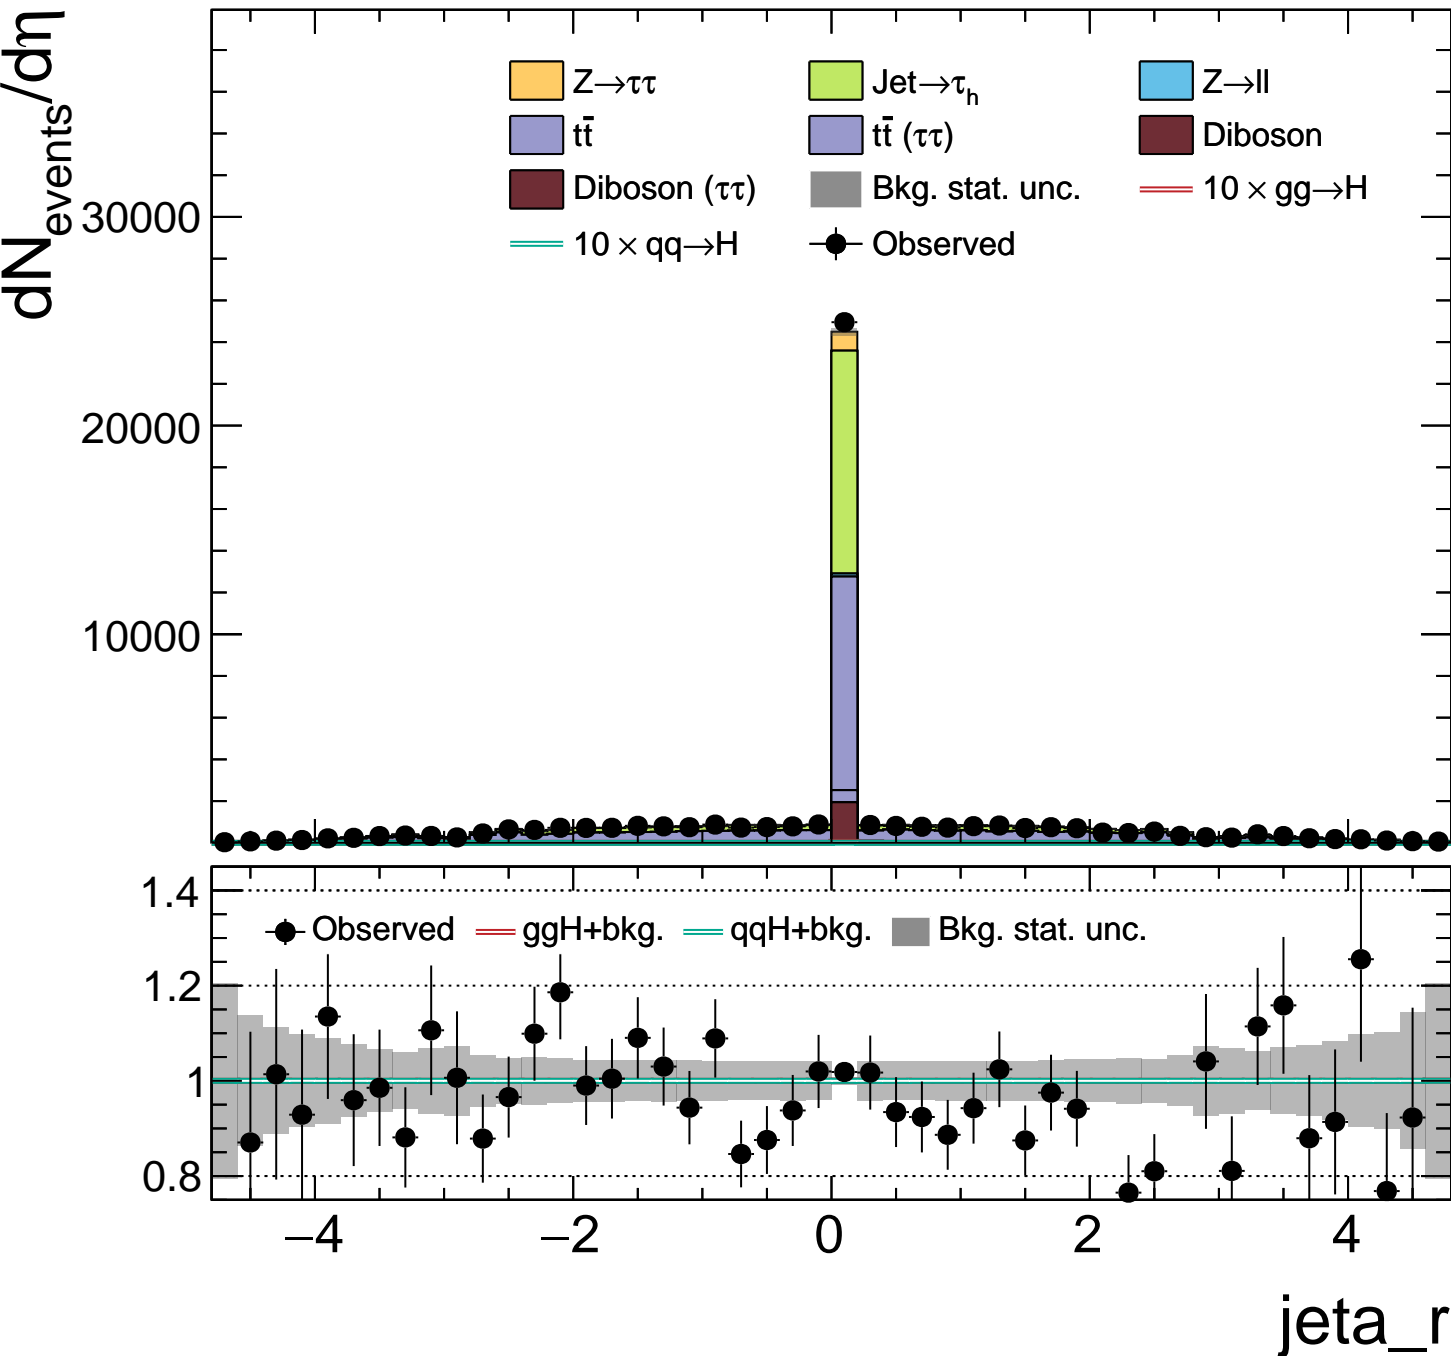 dN_events/dη
Z→ττ Jet→τ_h Z→ll
tt̄ tt̄ (ττ) Diboson
Diboson (ττ) Bkg. stat. unc. 10 × gg→H
10 × qq→H Observed
30000
20000
10000
1.4
Observed ggH+bkg. qqH+bkg. Bkg. stat. unc.
1.2
1
0.8
−4 −2 0 2 4
jeta_r